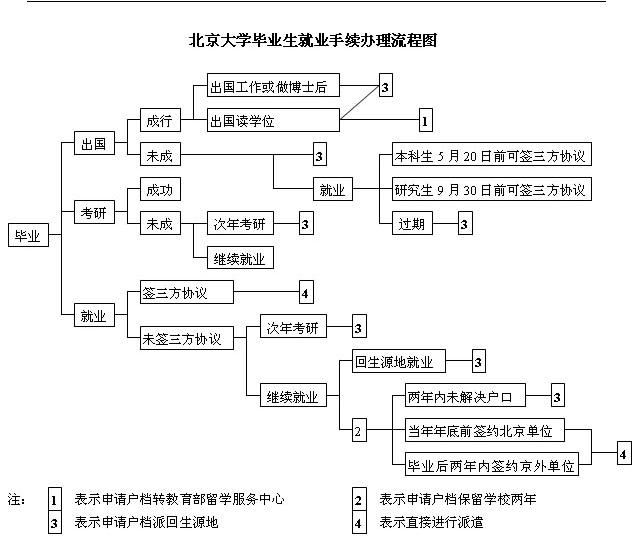 北京大学毕业生就业手续办理流程图
出国工作或做博士后
3
成行
出国读学位
1
出国
未成
3
本科生5月20日前可签三方协议
就业
研究生9月30日前可签三方协议
成功
考研
过期
3
未成
次年考研
3
毕业
继续就业
签三方协议
4
就业
未签三方协议
次年考研
3
回生源地就业
3
继续就业
两年内未解决户口
3
2
当年年底前签约北京单位
4
毕业后两年内签约京外单位
注：
1 表示申请户档转教育部留学服务中心
2 表示申请户档保留学校两年
3 表示申请户档派回生源地
4 表示直接进行派遣